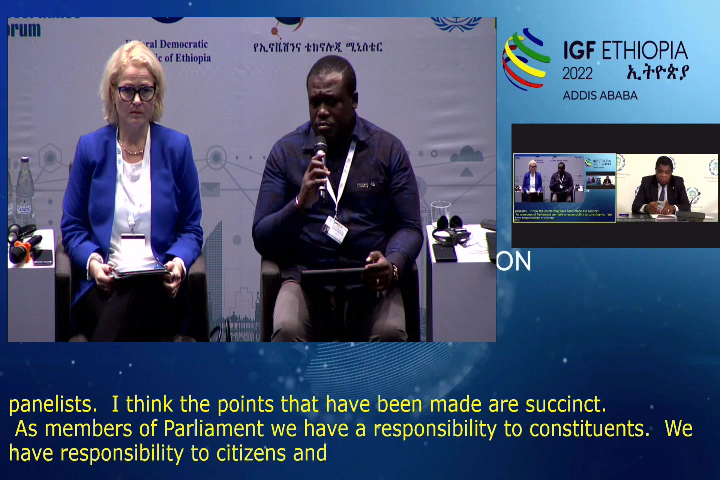 orum
Federal Democratic
Republic of Ethiopia
የኢኖቬሽንና ቴክኖሎጂ ሚኒስቴር
IGF ETHIOPIA
2022 ኢትዮጵያ
ADDIS ABABA
ON
panelists. I think the points that have been made are succinct.
As members of Parliament we have a responsibility to constituents. We
have responsibility to citizens and